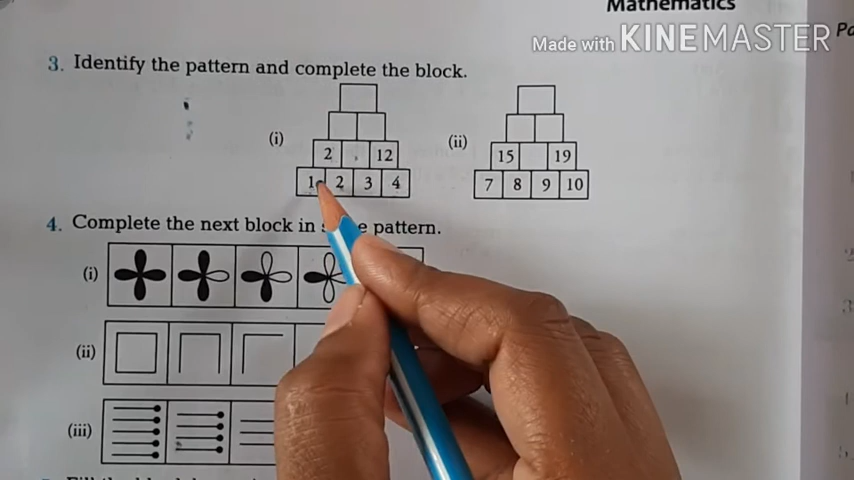 Mathematics
Made with KINEMASTER
3. Identify the pattern and complete the block.
(i)
2 12
1 2 3 4
(ii)
15 19
7 8 9 10
4. Complete the next block in pattern.
(i)
(ii)
(iii)